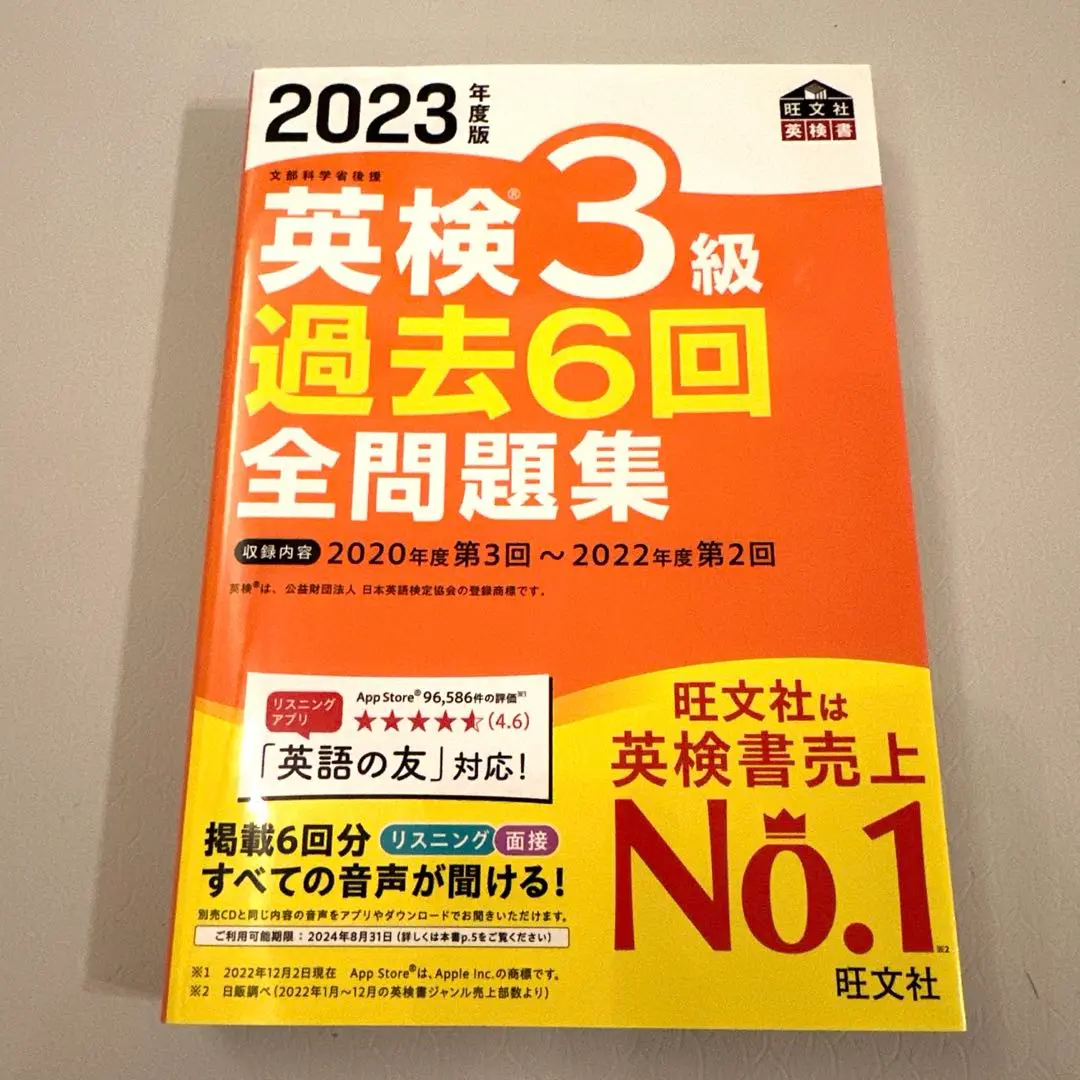 2023年度版
旺文社
英検書
文部科学省後援
英検®3級
過去6回
全問題集
収録内容 2020年度第3回～2022年度第2回
英検®は、公益財団法人 日本英語検定協会の登録商標です。
リスニング
アプリ
App Store® 96,586件の評価※1
★★★★★(4.6)
「英語の友」対応！
旺文社は
英検書売上
No.1※2
旺文社
掲載6回分 リスニング 面接
すべての音声が聞ける！
別売CDと同じ内容の音声をアプリやダウンロードでお聞きいただけます。
ご利用可能期限：2024年8月31日（詳しくは本書p.5をご覧ください）
※1 2022年12月2日現在 App Store®は、Apple Inc.の商標です。
※2 日販調べ（2022年1月～12月の英検書ジャンル売上部数より）